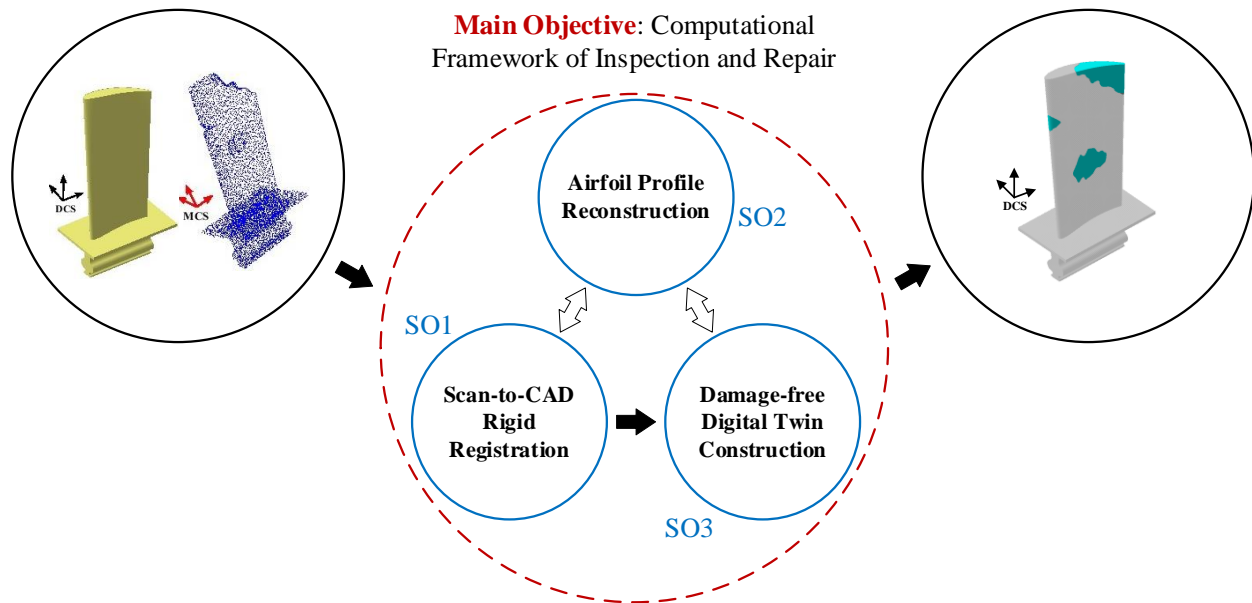 Main Objective: Computational
Framework of Inspection and Repair
DCS
MCS
DCS
Airfoil Profile
Reconstruction
SO2
SO1
Scan-to-CAD
Rigid
Registration
Damage-free
Digital Twin
Construction
SO3